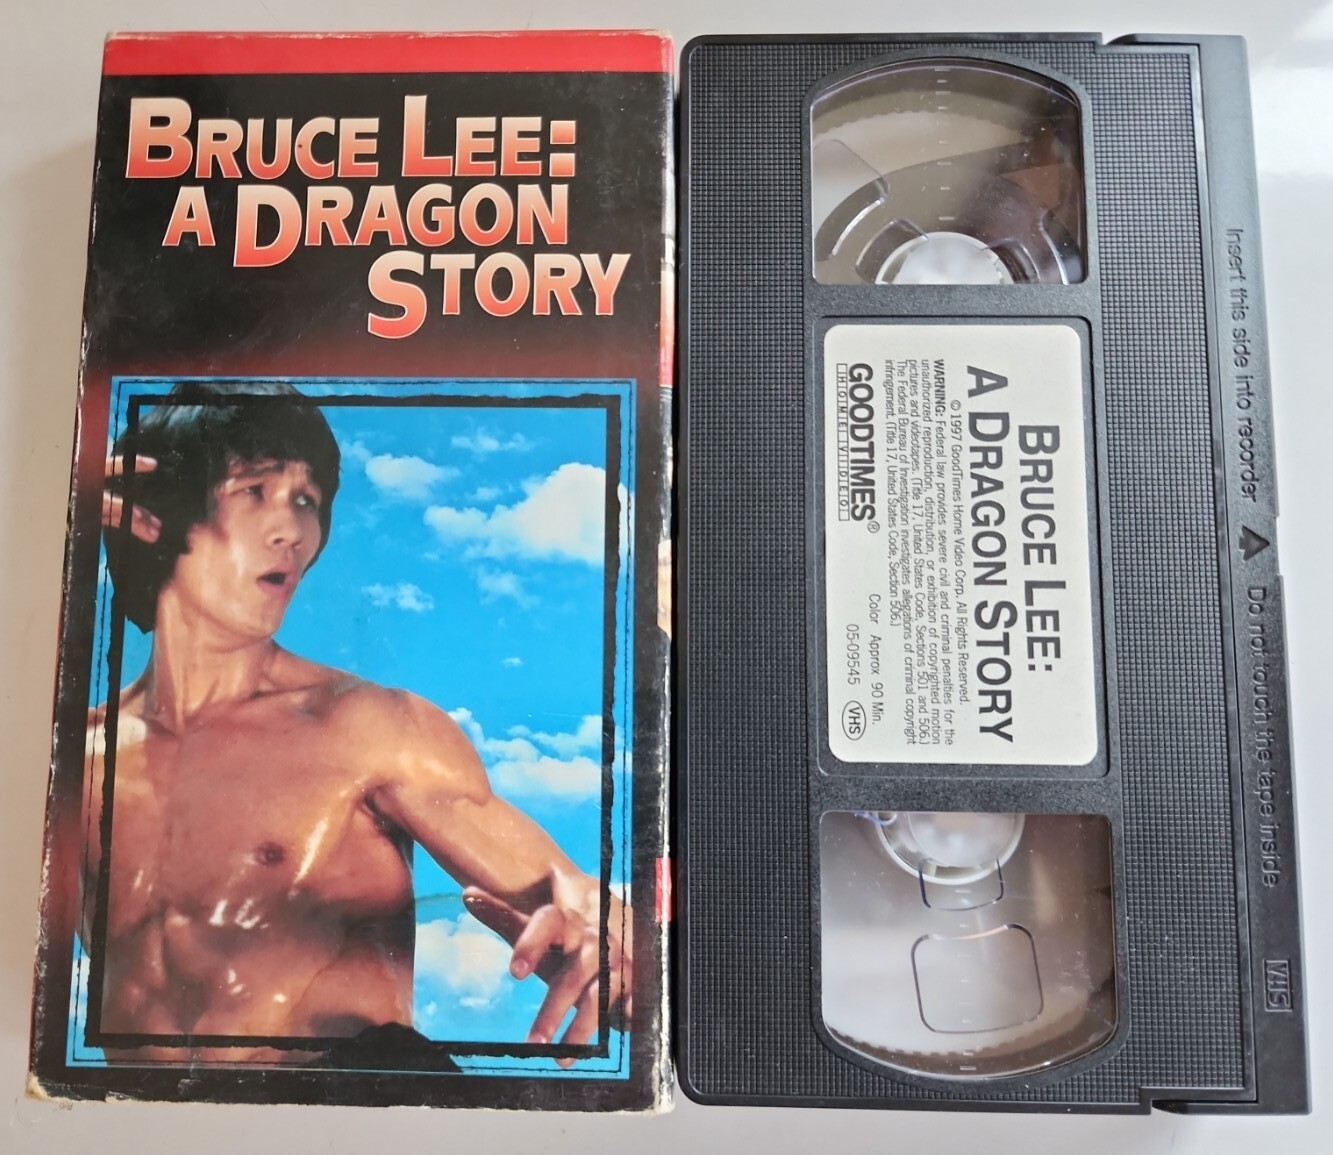 BRUCE LEE:
A DRAGON
STORY
BRUCE LEE:
A DRAGON STORY
© 1997 GoodTimes Home Video Corp. All Rights Reserved.
WARNING: Federal law provides severe civil and criminal penalties for the
unauthorized reproduction, distribution, or exhibition of copyrighted motion
pictures and videotapes. (Title 17, United States Code, Sections 501 and 506.)
The Federal Bureau of Investigation investigates allegations of criminal copyright
infringement. (Title 17, United States Code, Section 506.)
GOODTIMES®
HOME VIDEO
Color Approx 90 Min.
05-09545
VHS
Insert this side into recorder ▲ Do not touch the tape inside
VHS